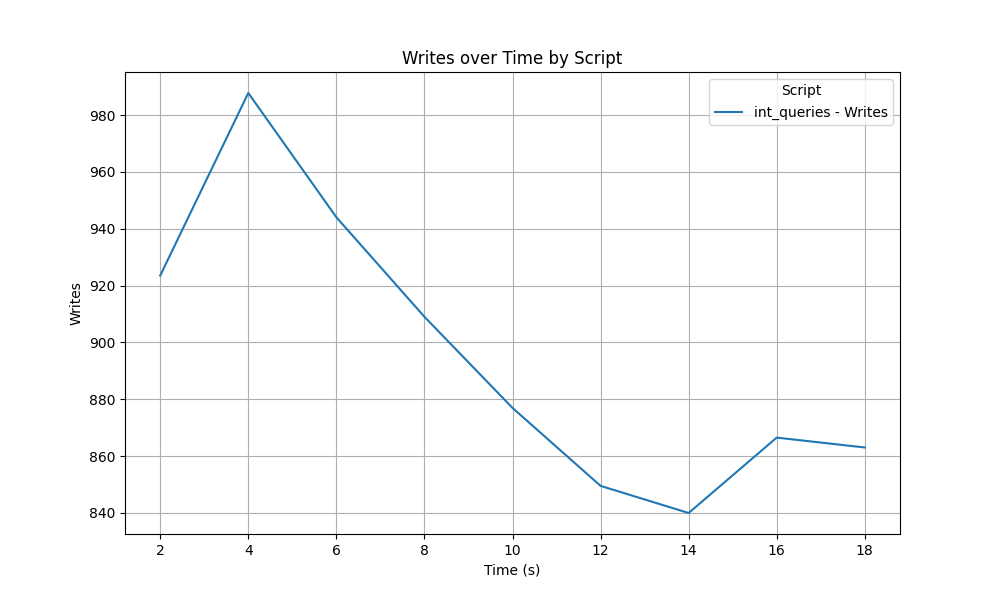 Writes over Time by Script
Script
int_queries - Writes
Writes
980
960
940
920
900
880
860
840
2 4 6 8 10 12 14 16 18
Time (s)